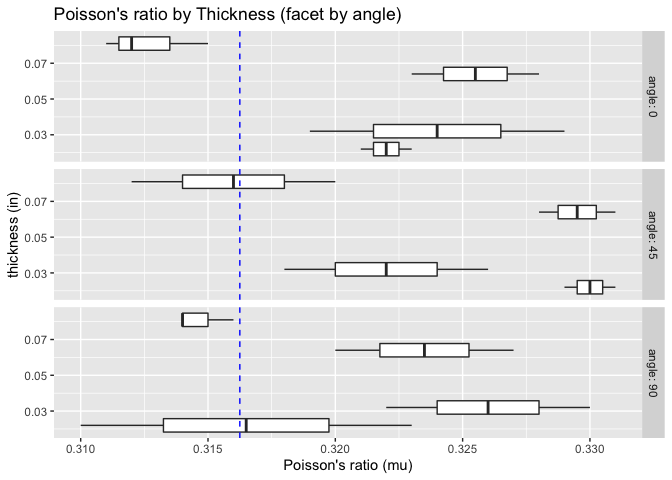 Poisson's ratio by Thickness (facet by angle)
thickness (in)
0.07
0.05
0.03
angle: 0
0.07
0.05
0.03
angle: 45
0.07
0.05
0.03
angle: 90
0.310 0.315 0.320 0.325 0.330
Poisson's ratio (mu)